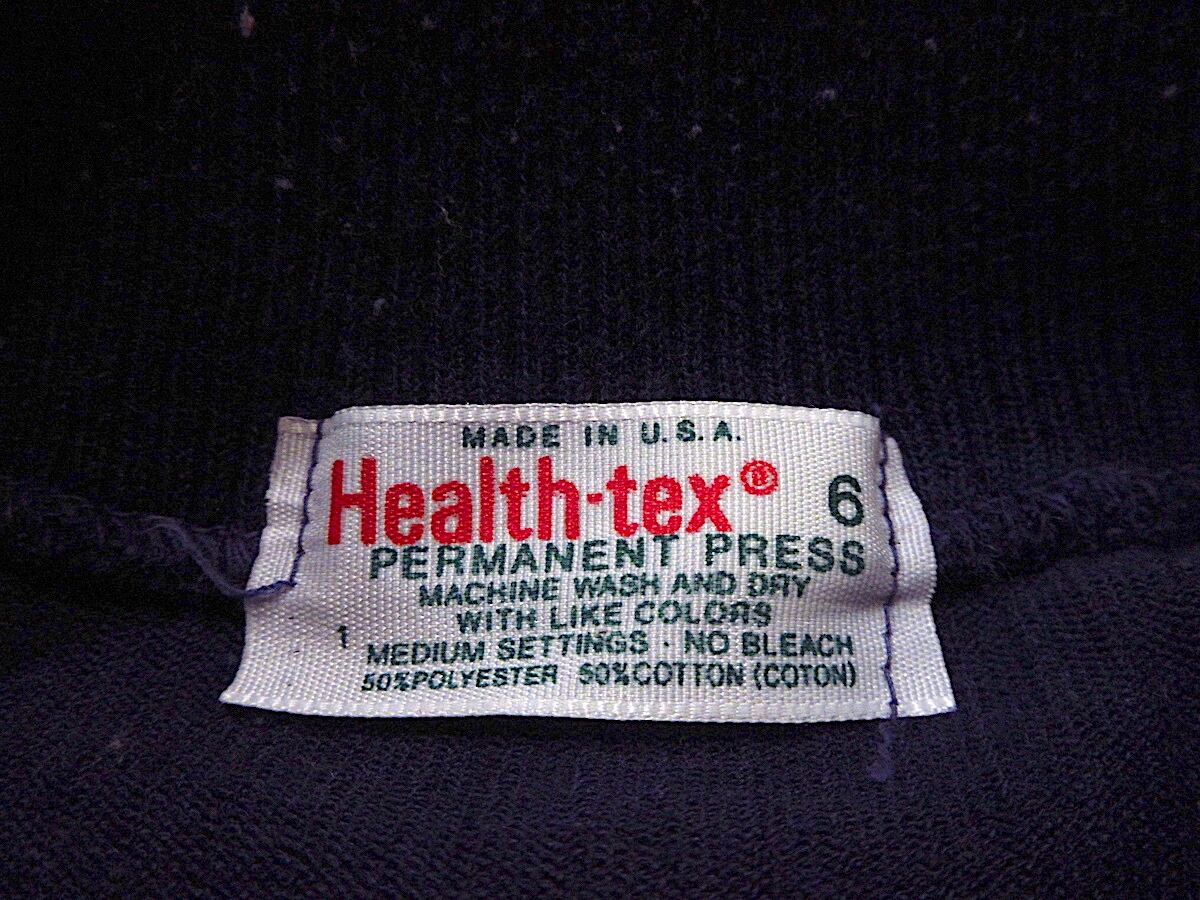 MADE IN U.S.A.
Health-tex® 6
PERMANENT PRESS
MACHINE WASH AND DRY
WITH LIKE COLORS
1 MEDIUM SETTINGS · NO BLEACH
50%POLYESTER 50%COTTON (COTON)